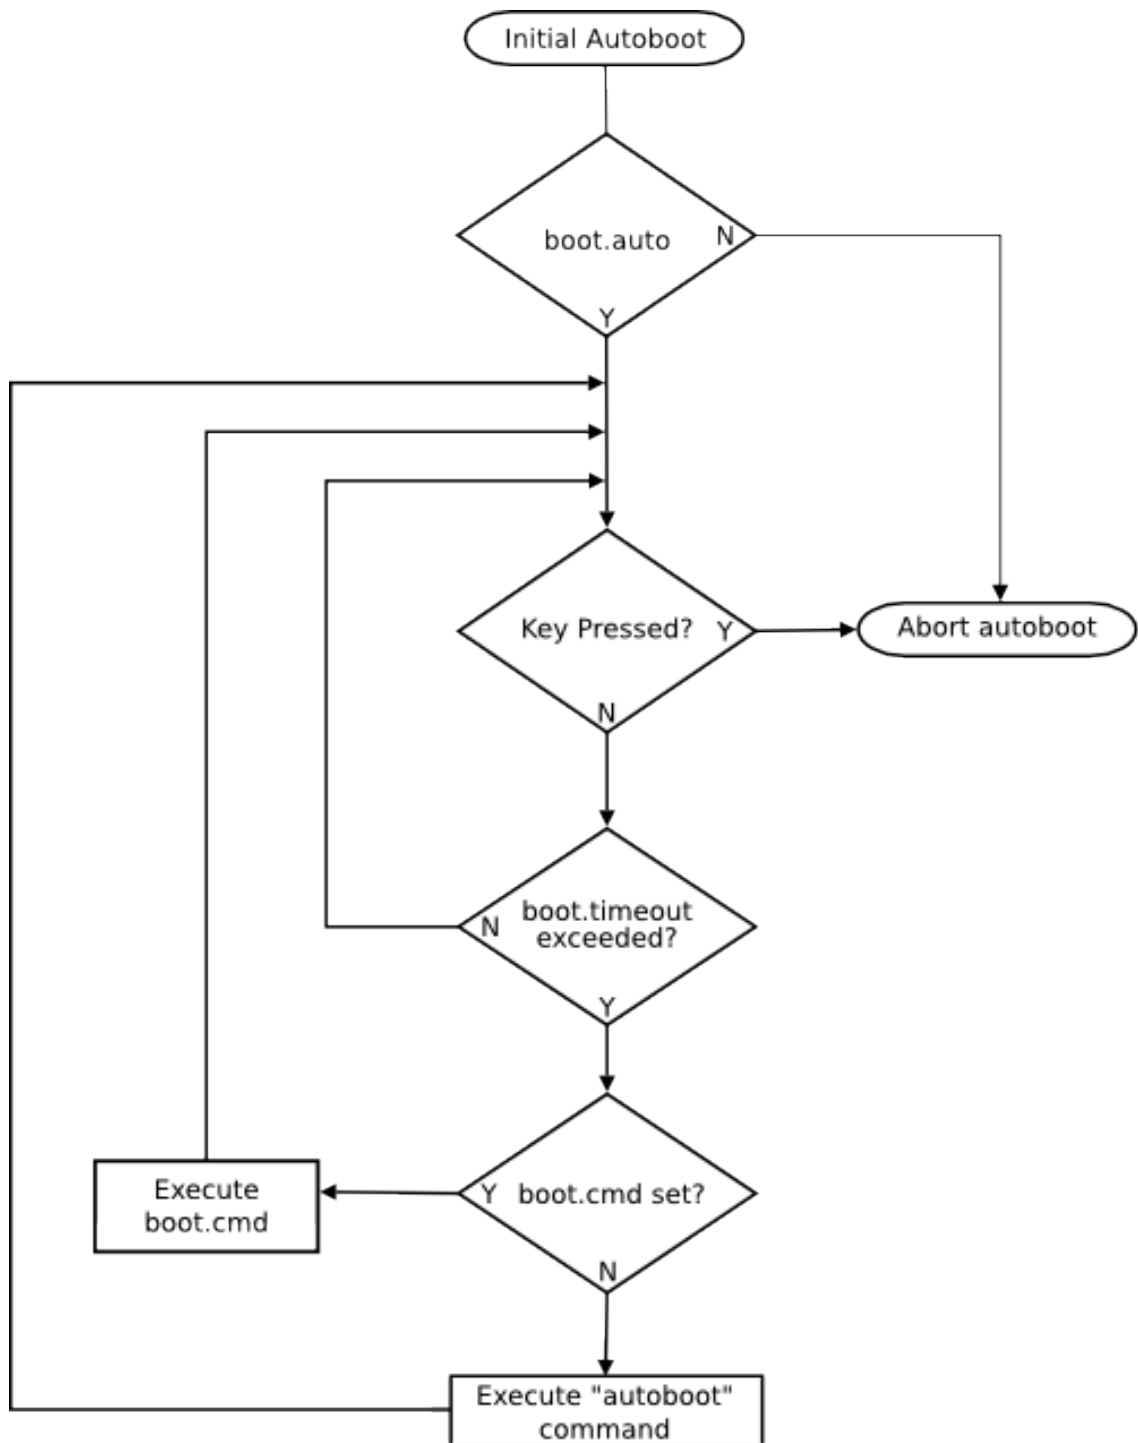 Initial Autoboot
boot.auto
N
Y
Key Pressed?
Y
Abort autoboot
N
boot.timeout
exceeded?
N
Y
Execute
boot.cmd
Y
boot.cmd set?
N
Execute "autoboot"
command